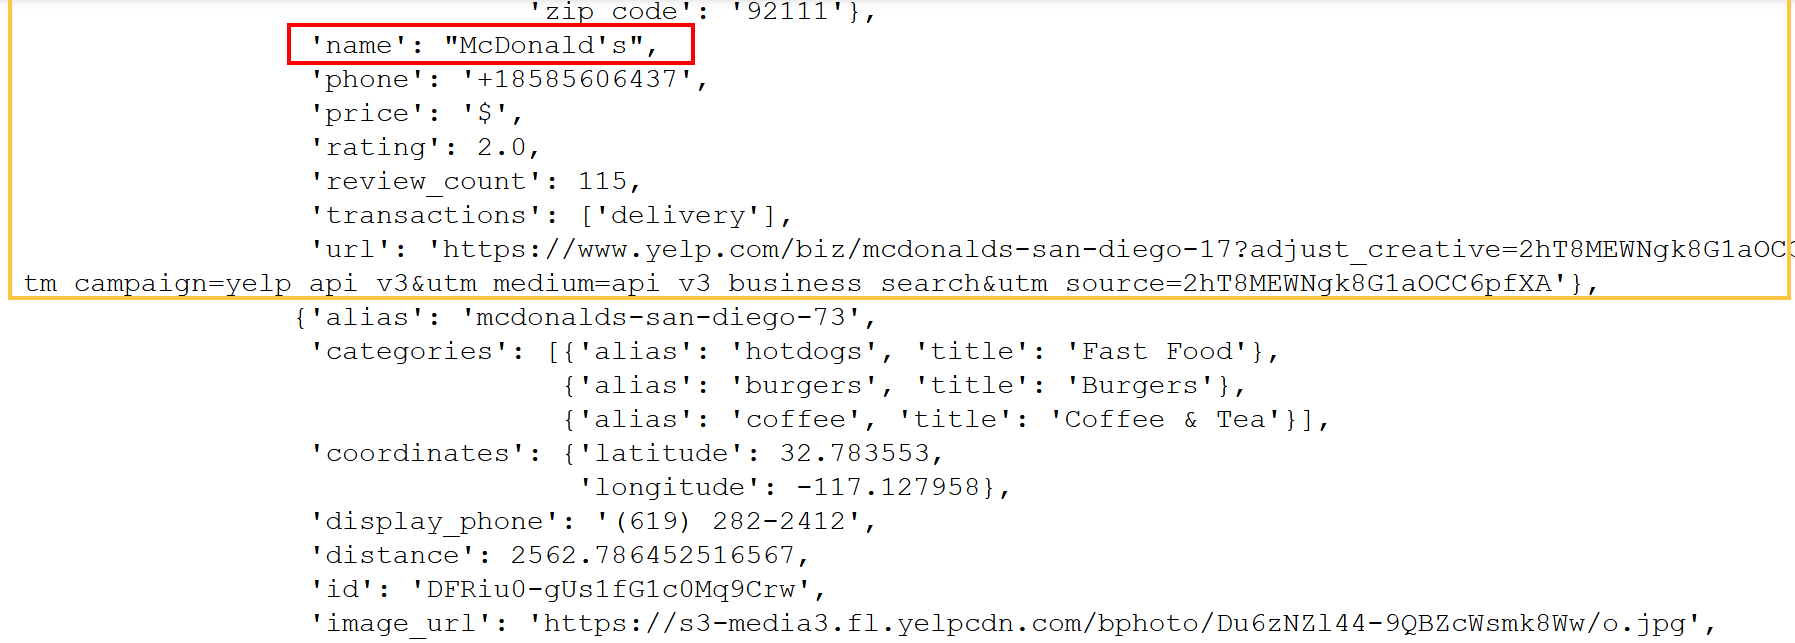 'zip_code': '92111'},
'name': "McDonald's",
'phone': '+18585606437',
'price': '$',
'rating': 2.0,
'review_count': 115,
'transactions': ['delivery'],
'url': 'https://www.yelp.com/biz/mcdonalds-san-diego-17?adjust_creative=2hT8MEWNgk8G1aOCC
tm_campaign=yelp_api_v3&utm_medium=api_v3_business_search&utm_source=2hT8MEWNgk8G1aOCC6pfXA'},
{'alias': 'mcdonalds-san-diego-73',
'categories': [{'alias': 'hotdogs', 'title': 'Fast Food'},
{'alias': 'burgers', 'title': 'Burgers'},
{'alias': 'coffee', 'title': 'Coffee & Tea'}],
'coordinates': {'latitude': 32.783553,
'longitude': -117.127958},
'display_phone': '(619) 282-2412',
'distance': 2562.786452516567,
'id': 'DFRiu0-gUs1fG1c0Mq9Crw',
'image_url': 'https://s3-media3.fl.yelpcdn.com/bphoto/Du6zNZl44-9QBZcWsmk8Ww/o.jpg',